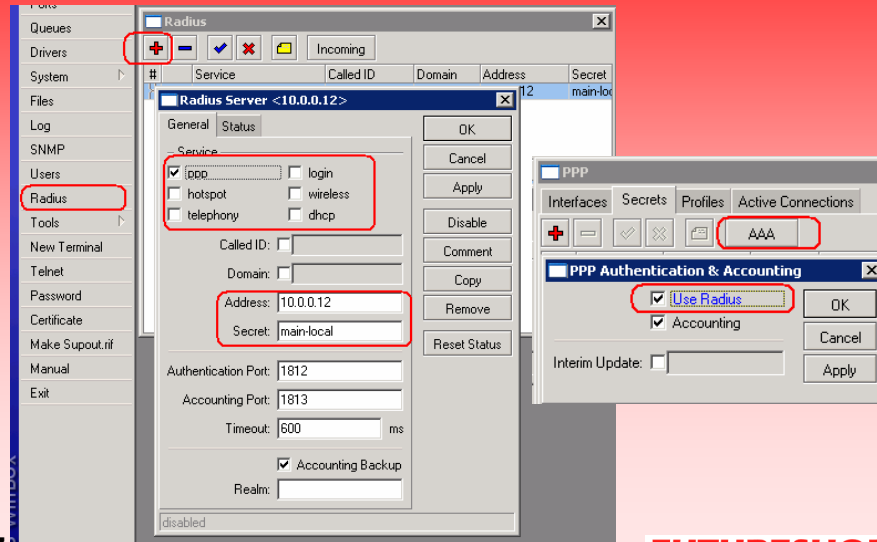 Ports
Queues
Drivers
System
Files
Log
SNMP
Users
Radius
Tools
New Terminal
Telnet
Password
Certificate
Make Supout.rif
Manual
Exit
WinBox
Radius
Incoming
# Service Called ID Domain Address Secret
12 main-loc
Radius Server <10.0.0.12>
General Status
Service
ppp login
hotspot wireless
telephony dhcp
Called ID:
Domain:
Address: 10.0.0.12
Secret: main-local
Authentication Port: 1812
Accounting Port: 1813
Timeout: 600 ms
Accounting Backup
Realm:
disabled
OK
Cancel
Apply
Disable
Comment
Copy
Remove
Reset Status
PPP
Interfaces Secrets Profiles Active Connections
AAA
PPP Authentication & Accounting
Use Radius
Accounting
Interim Update:
OK
Cancel
Apply